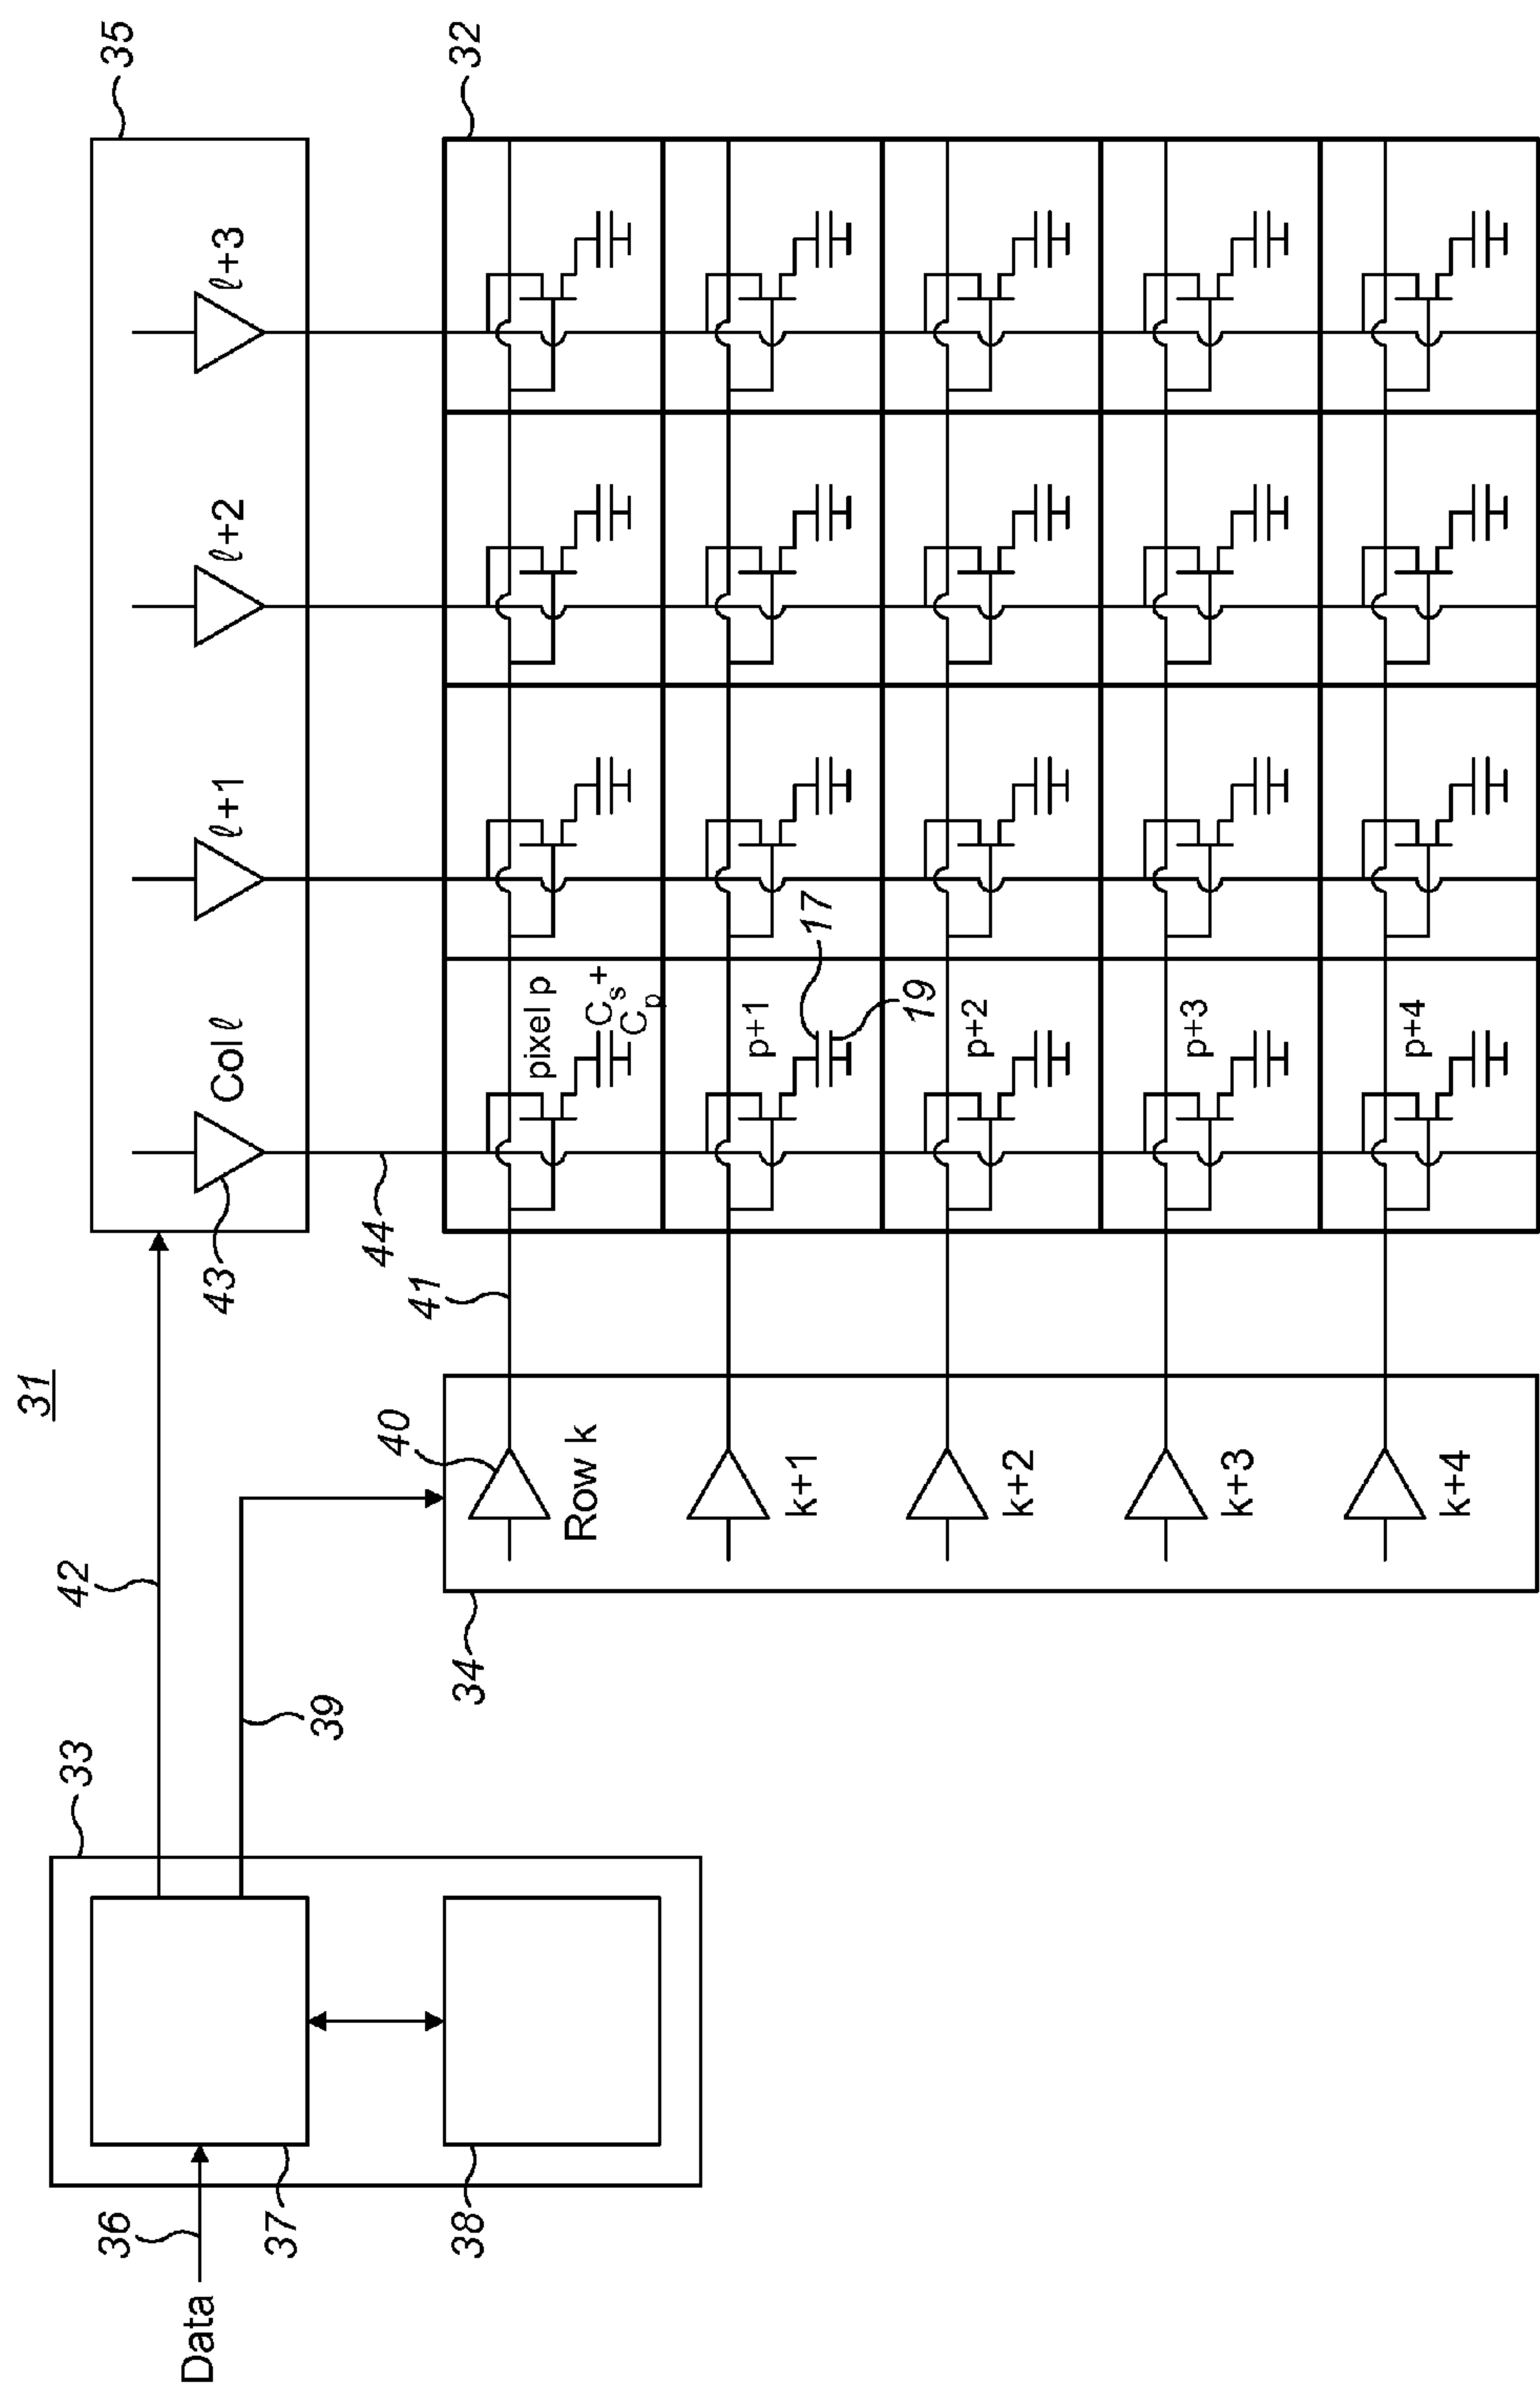 31
35
Col ℓ
ℓ+1
ℓ+2
ℓ+3
43
42
33
36
Data
37
38
39
44
41
40
34
Row k
k+1
k+2
k+3
k+4
32
pixel p
Cs +
Cp
p+1
17
19
p+2
p+3
p+4